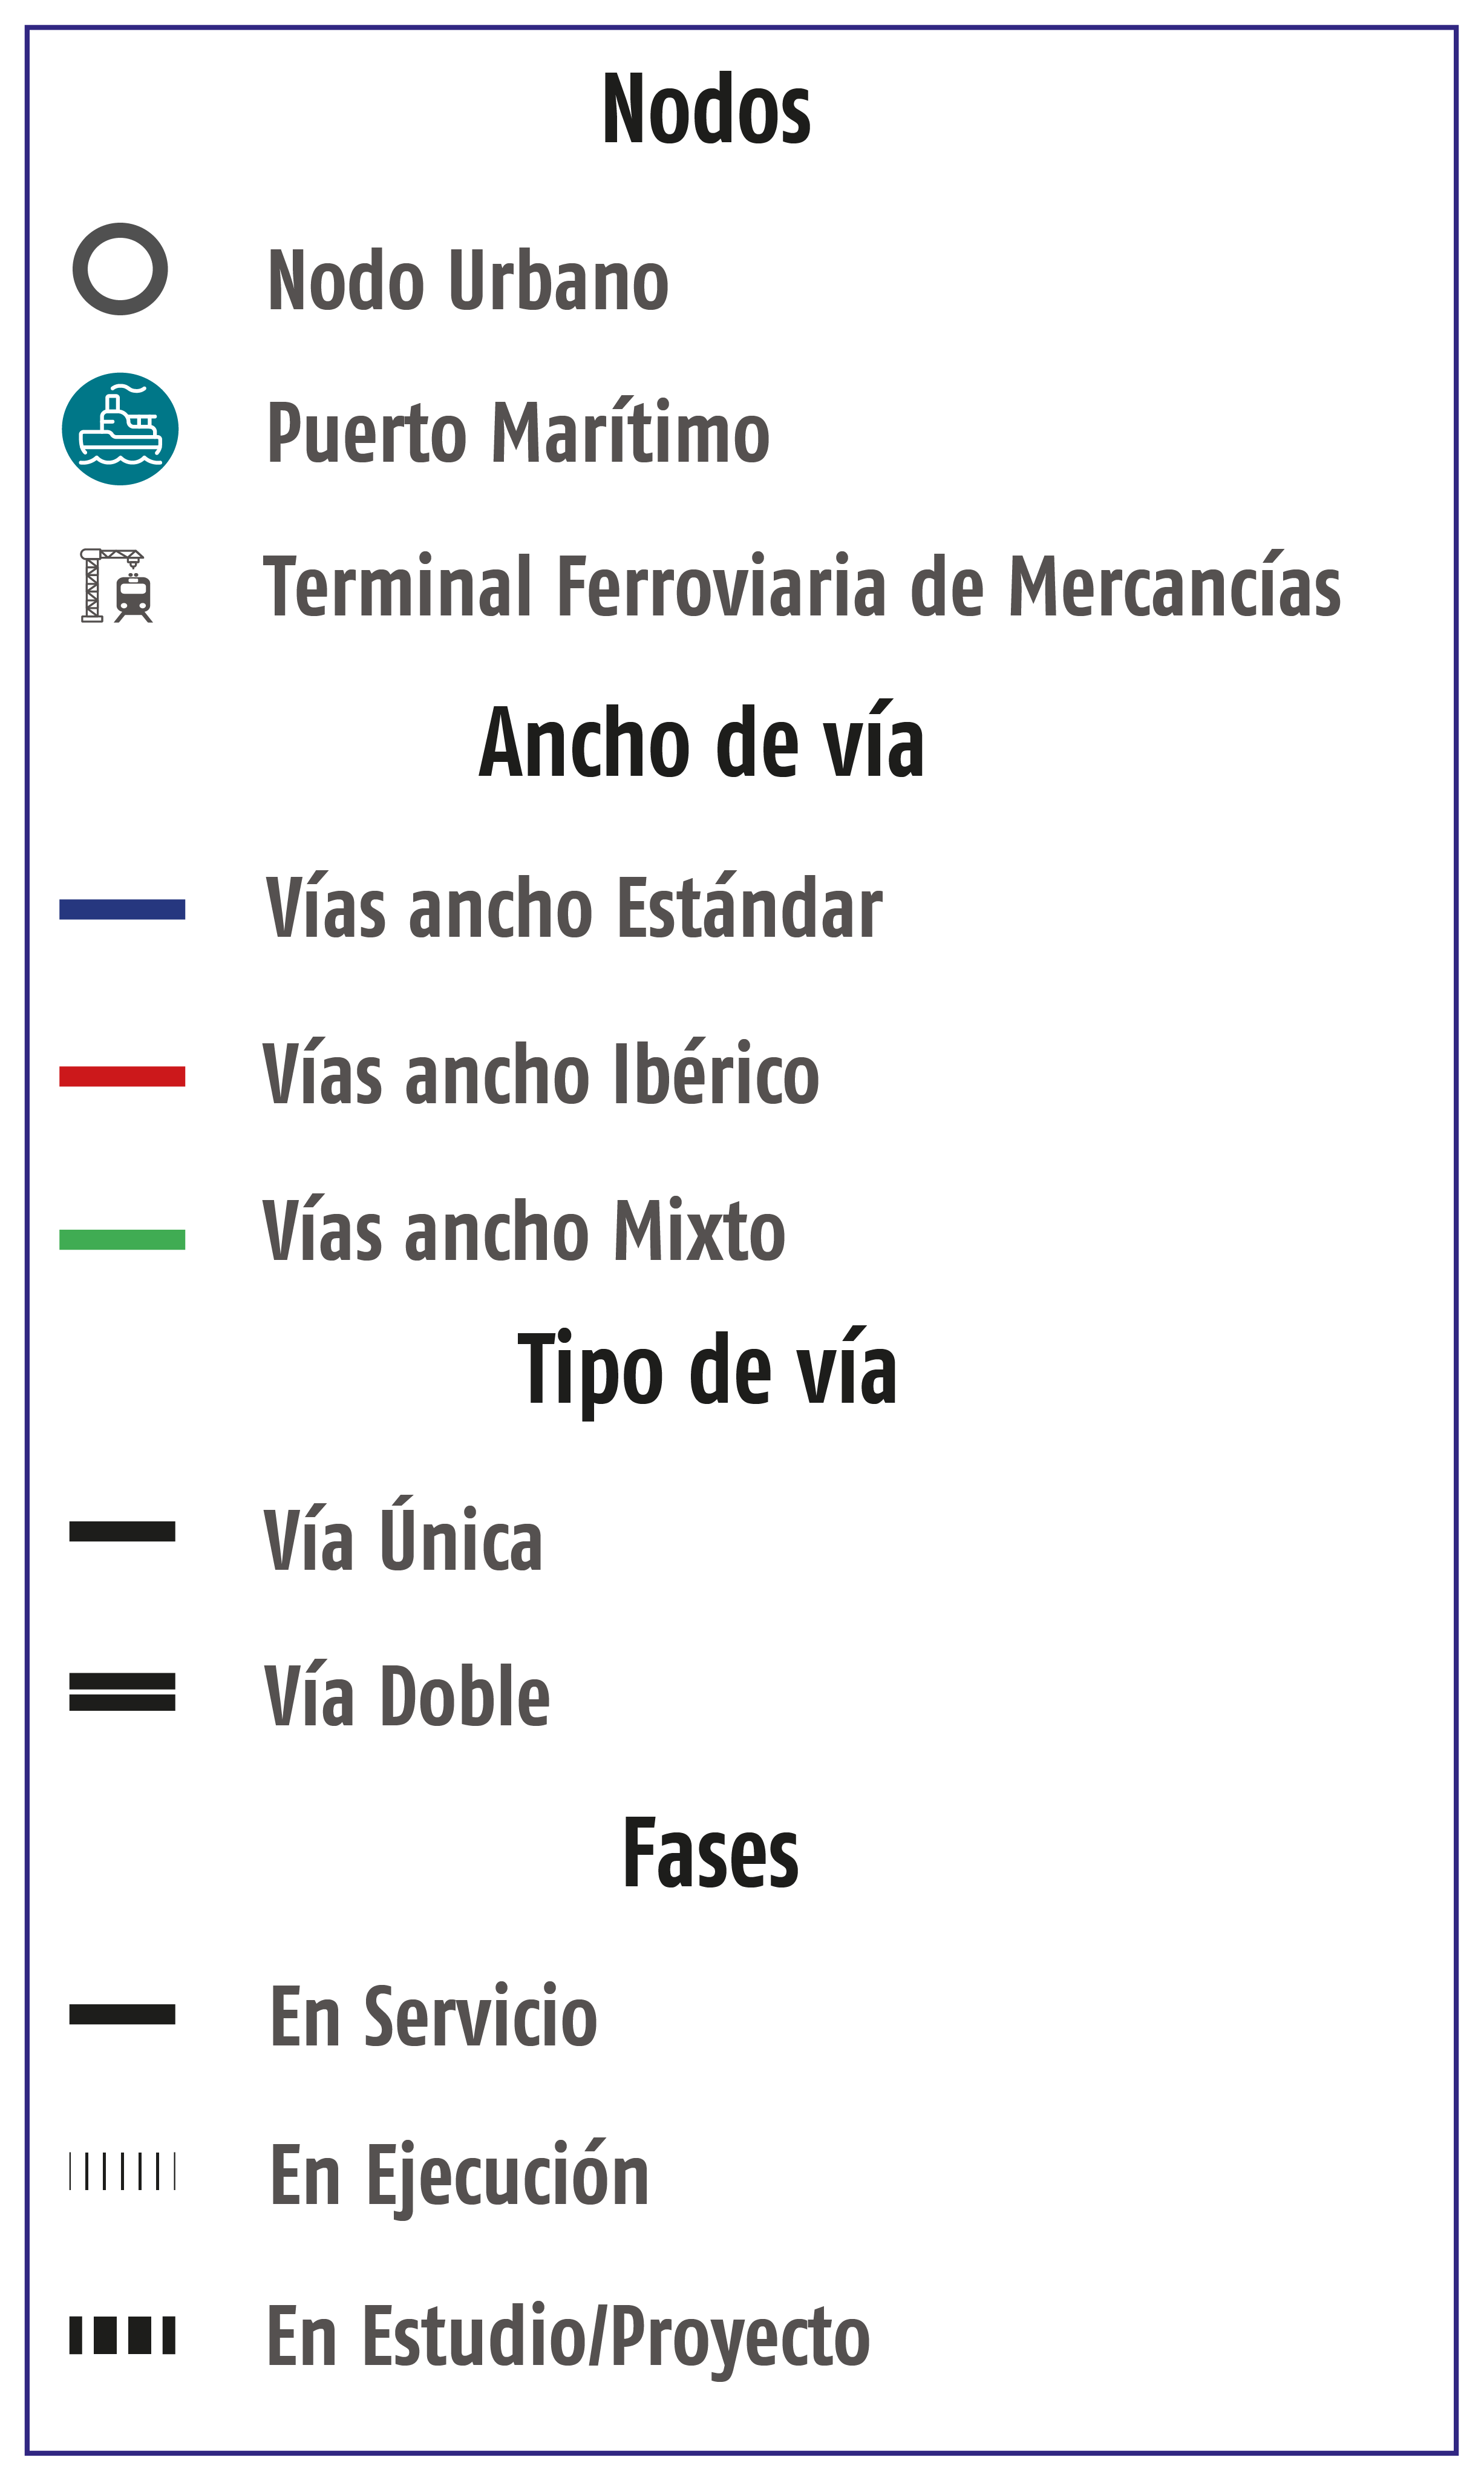 Nodos
Nodo Urbano
Puerto Marítimo
Terminal Ferroviaria de Mercancías
Ancho de vía
Vías ancho Estándar
Vías ancho Ibérico
Vías ancho Mixto
Tipo de vía
Vía Única
Vía Doble
Fases
En Servicio
En Ejecución
En Estudio/Proyecto